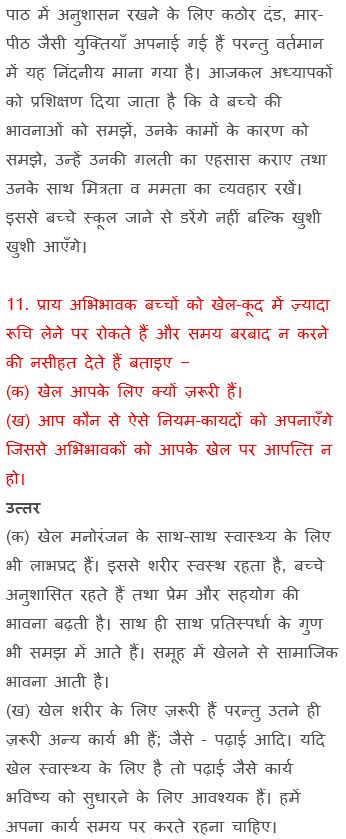 पाठ में अनुशासन रखने के लिए कठोर दंड, मार-
पीठ जैसी युक्तियाँ अपनाई गई हैं परन्तु वर्तमान
में यह निंदनीय माना गया है। आजकल अध्यापकों
को प्रशिक्षण दिया जाता है कि वे बच्चे की
भावनाओं को समझें, उनके कामों के कारण को
समझे, उन्हें उनकी गलती का एहसास कराए तथा
उनके साथ मित्रता व ममता का व्यवहार रखें।
इससे बच्चे स्कूल जाने से डरेंगे नहीं बल्कि खुशी
खुशी आएँगे।
11. प्राय अभिभावक बच्चों को खेल-कूद में ज़्यादा
रूचि लेने पर रोकते हैं और समय बरबाद न करने
की नसीहत देते हैं बताइए –
(क) खेल आपके लिए क्यों ज़रूरी हैं।
(ख) आप कौन से ऐसे नियम-कायदों को अपनाएँगे
जिससे अभिभावकों को आपके खेल पर आपत्ति न
हो।
उत्तर
(क) खेल मनोरंजन के साथ-साथ स्वास्थ्य के लिए
भी लाभप्रद हैं। इससे शरीर स्वस्थ रहता है, बच्चे
अनुशासित रहते हैं तथा प्रेम और सहयोग की
भावना बढ़ती है। साथ ही साथ प्रतिस्पर्धा के गुण
भी समझ में आते हैं। समूह में खेलने से सामाजिक
भावना आती है।
(ख) खेल शरीर के लिए ज़रूरी हैं परन्तु उतने ही
ज़रूरी अन्य कार्य भी हैं; जैसे - पढ़ाई आदि। यदि
खेल स्वास्थ्य के लिए है तो पढ़ाई जैसे कार्य
भविष्य को सुधारने के लिए आवश्यक हैं। हमें
अपना कार्य समय पर करते रहना चाहिए।